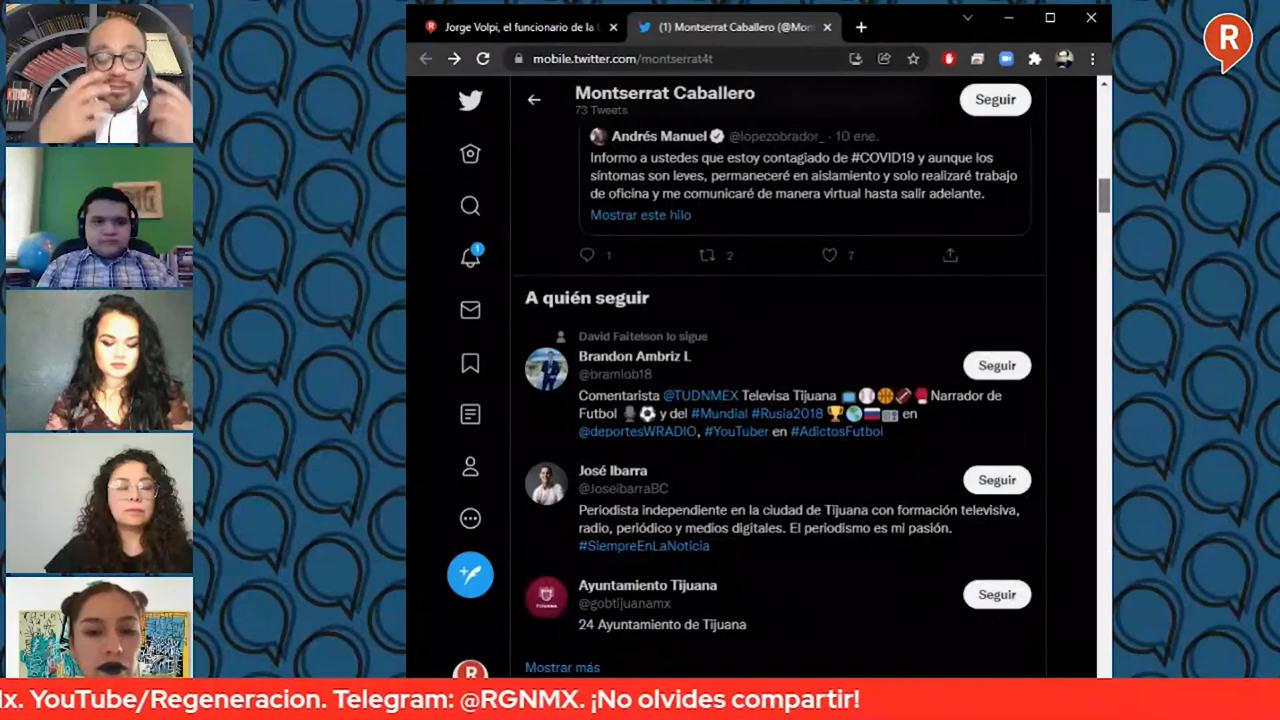 Jorge Volpi, el funcionario de la
(1) Montserrat Caballero (@Mon
mobile.twitter.com/montserrat4t
R
Montserrat Caballero
73 Tweets
Seguir
Andrés Manuel @lopezobrador_ · 10 ene.
Informo a ustedes que estoy contagiado de #COVID19 y aunque los
síntomas son leves, permaneceré en aislamiento y solo realizaré trabajo
de oficina y me comunicaré de manera virtual hasta salir adelante.
Mostrar este hilo
1 2 7
1
A quién seguir
David Faitelson lo sigue
Brandon Ambriz L
@bramlob18
Seguir
Comentarista @TUDNMEX Televisa Tijuana Narrador de
Futbol y del #Mundial #Rusia2018 en
@deportesWRADIO, #YouTuber en #AdictosFutbol
José Ibarra
@JoseibarraBC
Seguir
Periodista independiente en la ciudad de Tijuana con formación televisiva,
radio, periódico y medios digitales. El periodismo es mi pasión.
#SiempreEnLaNoticia
Ayuntamiento Tijuana
@gobtijuanamx
Seguir
24 Ayuntamiento de Tijuana
TIJUANA
Mostrar más
R
x. YouTube/Regeneracion. Telegram: @RGNMX. ¡No olvides compartir!